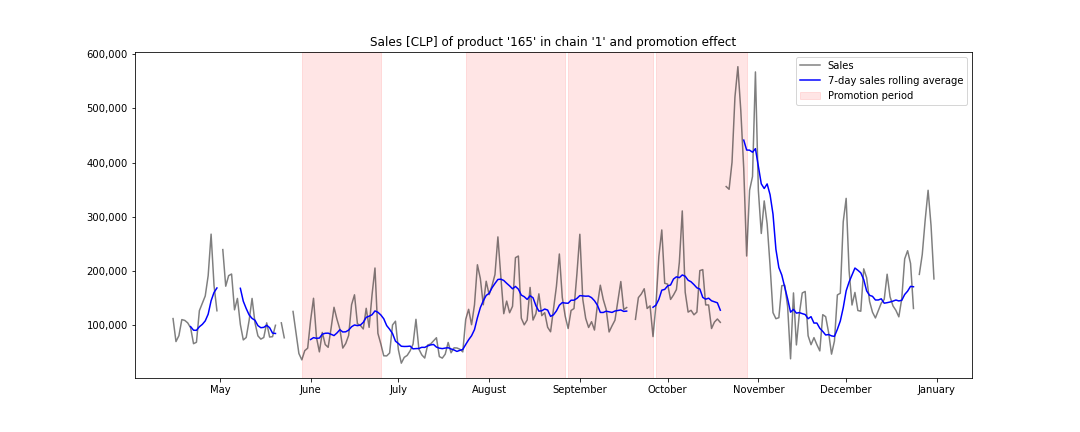 Sales [CLP] of product '165' in chain '1' and promotion effect
600,000
500,000
400,000
300,000
200,000
100,000
Sales
7-day sales rolling average
Promotion period
May
June
July
August
September
October
November
December
January